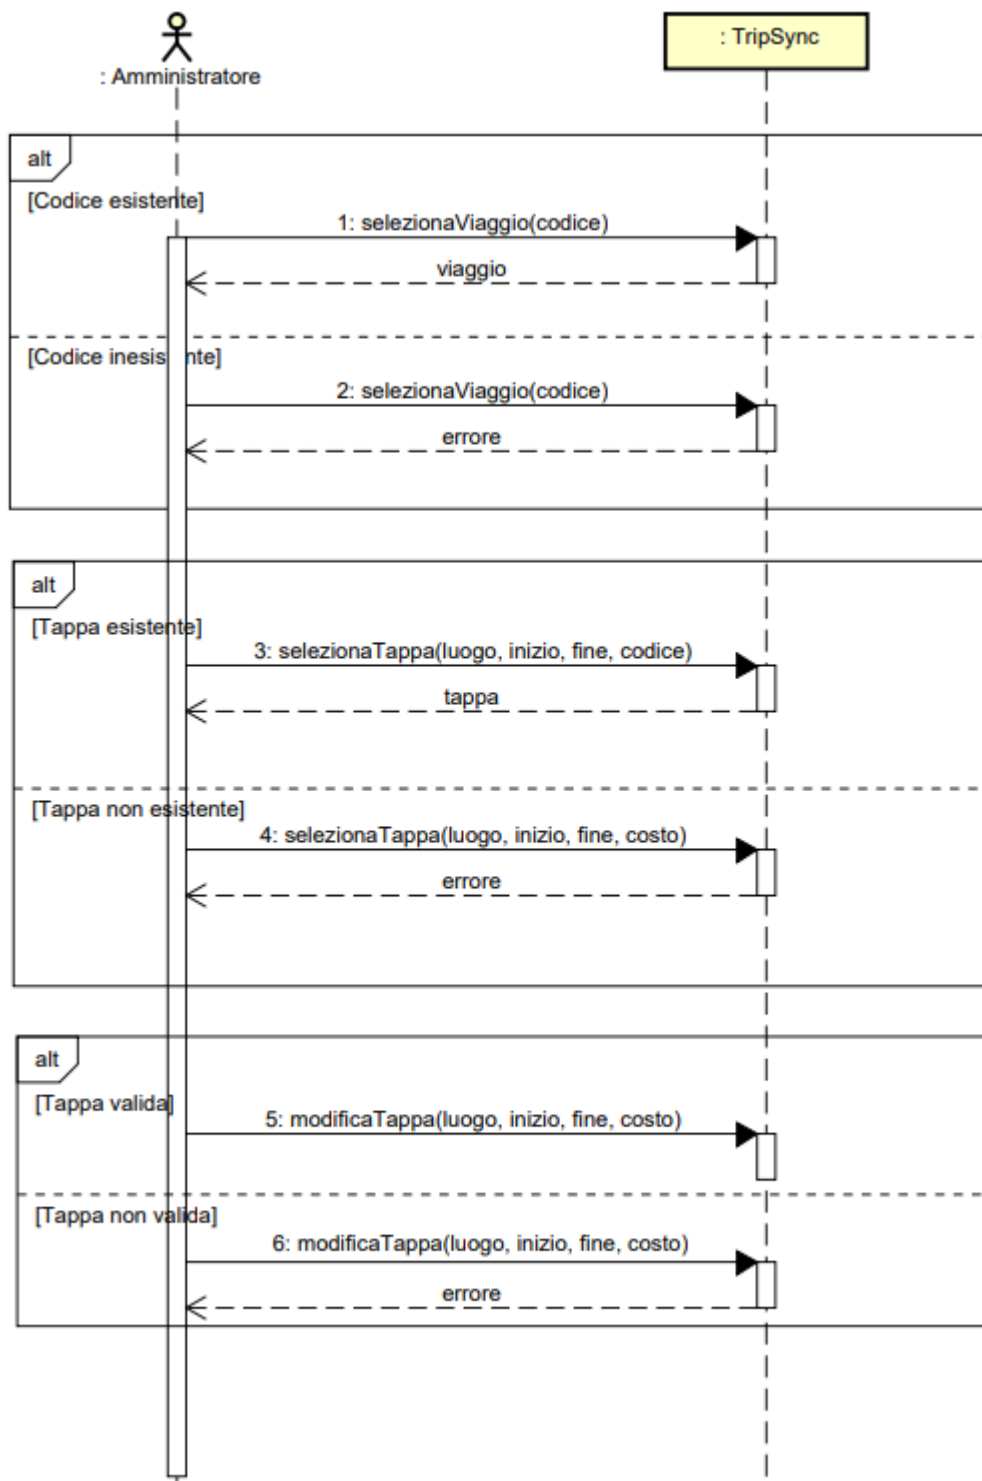 : Amministratore
: TripSync
alt
[Codice esistente]
1: selezionaViaggio(codice)
viaggio
[Codice inesistente]
2: selezionaViaggio(codice)
errore
alt
[Tappa esistente]
3: selezionaTappa(luogo, inizio, fine, codice)
tappa
[Tappa non esistente]
4: selezionaTappa(luogo, inizio, fine, costo)
errore
alt
[Tappa valida]
5: modificaTappa(luogo, inizio, fine, costo)
[Tappa non valida]
6: modificaTappa(luogo, inizio, fine, costo)
errore